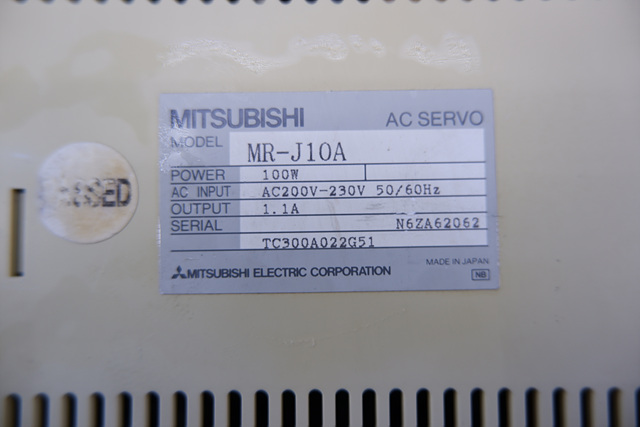 MITSUBISHI AC SERVO
MODEL MR-J10A
POWER 100W
AC INPUT AC200V-230V 50/60Hz
OUTPUT 1.1A
SERIAL N6ZA62062
TC300A022G51
MITSUBISHI ELECTRIC CORPORATION
MADE IN JAPAN
NB
PASSED